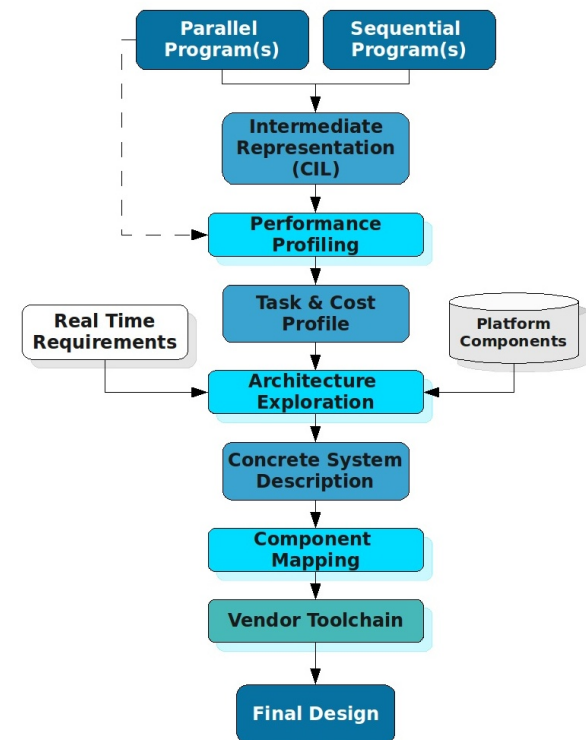 Parallel
Program(s)
Sequential
Program(s)
Intermediate
Representation
(CIL)
Performance
Profiling
Task & Cost
Profile
Real Time
Requirements
Platform
Components
Architecture
Exploration
Concrete System
Description
Component
Mapping
Vendor Toolchain
Final Design